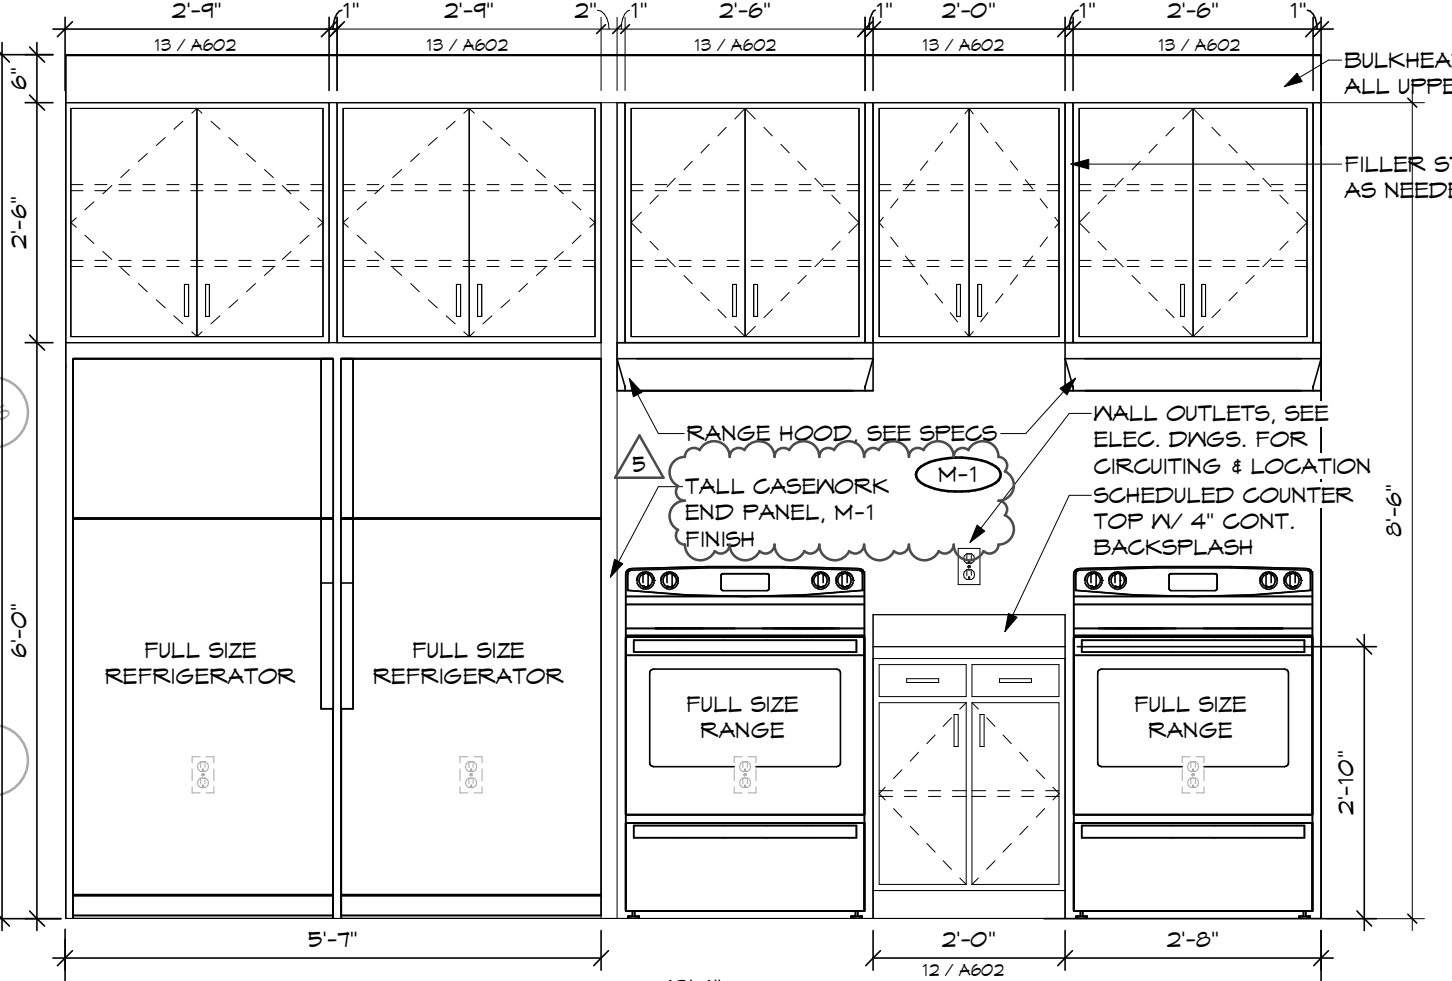 2'-9" 1" 2'-9" 2" 1" 2'-6" 1" 2'-0" 1" 2'-6" 1"
13 / A602 13 / A602 13 / A602 13 / A602 13 / A602
6"
BULKHEA
ALL UPPE
FILLER
AS NEEDE
2'-6"
RANGE HOOD, SEE SPECS
WALL OUTLETS, SEE
ELEC. DWGS. FOR
CIRCUITING & LOCATION
5
M-1
TALL CASEWORK
END PANEL, M-1
FINISH
SCHEDULED COUNTER
TOP W/ 4" CONT.
BACKSPLASH
8'-6"
6'-0"
FULL SIZE
REFRIGERATOR
FULL SIZE
REFRIGERATOR
FULL SIZE
RANGE
FULL SIZE
RANGE
2'-10"
5'-7" 2'-0" 2'-8"
12 / A602